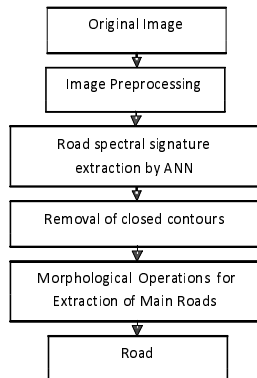 Original Image
Image Preprocessing
Road spectral signature
extraction by ANN
Removal of closed contours
Morphological Operations for
Extraction of Main Roads
Road